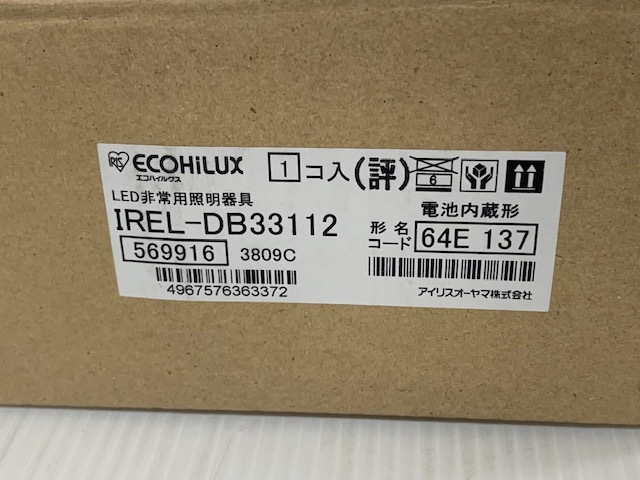 IRIS ECOHiLUX
エコハイルクス
1 コ入 (評) 6
LED非常用照明器具
IREL-DB33112
電池内蔵形
形名コード 64E 137
569916 3809C
4967576363372
アイリスオーヤマ株式会社